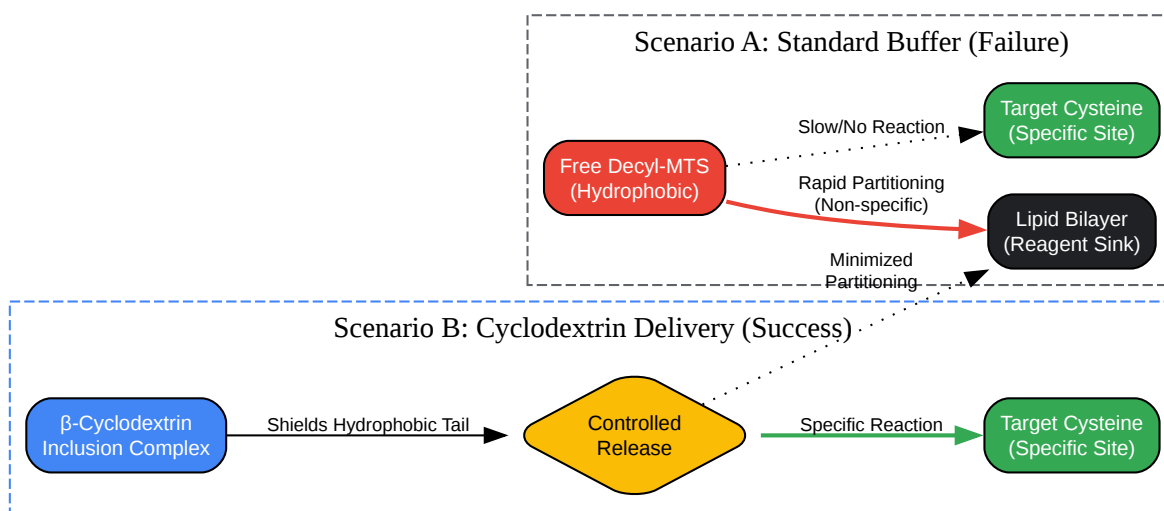 Scenario A: Standard Buffer (Failure)
Target Cysteine
(Specific Site)
Slow/No Reaction
Free Decyl-MTS
(Hydrophobic)
Rapid Partitioning
(Non-specific)
Lipid Bilayer
(Reagent Sink)
Minimized
Partitioning
Scenario B: Cyclodextrin Delivery (Success)
β-Cyclodextrin
Inclusion Complex
Shields Hydrophobic Tail
Controlled
Release
Specific Reaction
Target Cysteine
(Specific Site)